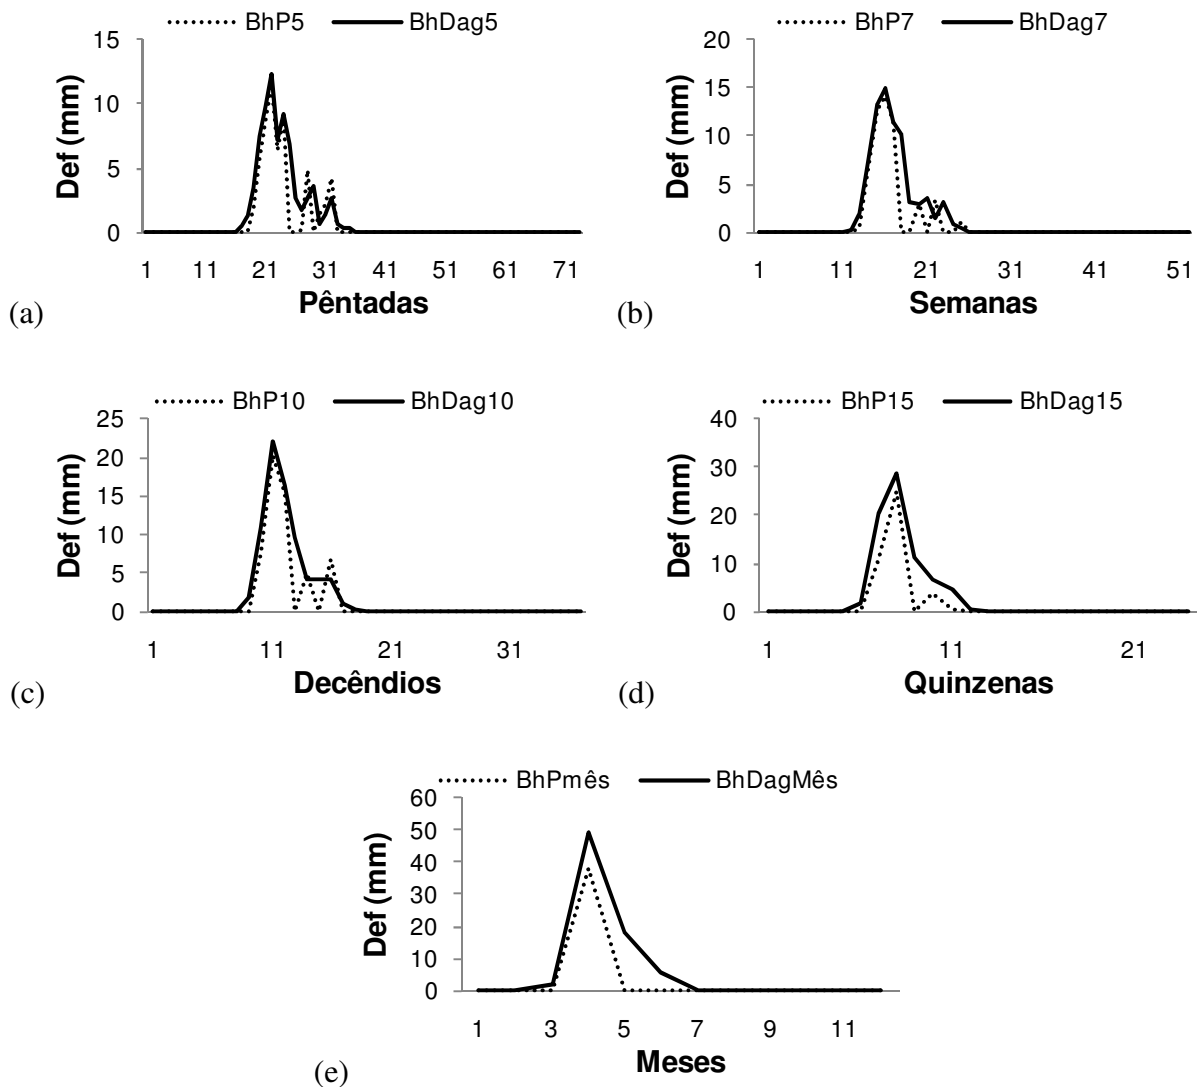 BhP5 BhDag5
15
10
5
0
Def (mm)
1 11 21 31 41 51 61 71
Pêntadas
(a)
BhP7 BhDag7
20
15
10
5
0
Def (mm)
1 11 21 31 41 51
Semanas
(b)
BhP10 BhDag10
25
20
15
10
5
0
Def (mm)
1 11 21 31
Decêndios
(c)
BhP15 BhDag15
40
30
20
10
0
Def (mm)
1 11 21
Quinzenas
(d)
BhPmês BhDagMês
60
50
40
30
20
10
0
Def (mm)
1 3 5 7 9 11
Meses
(e)